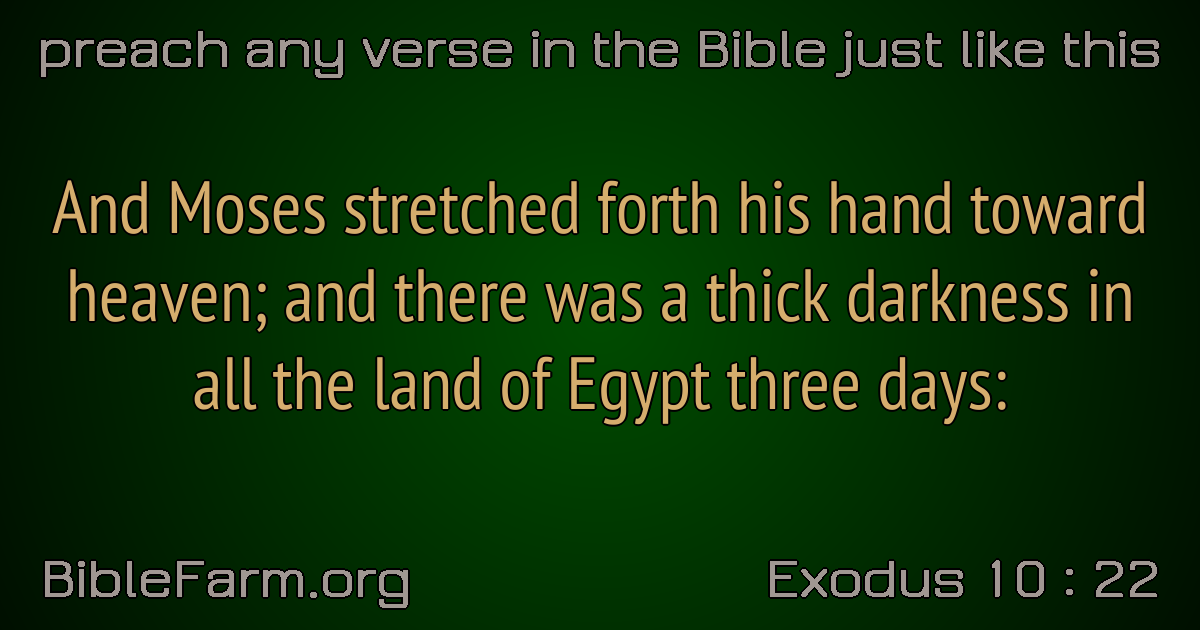 preach any verse in the Bible just like this
And Moses stretched forth his hand toward
heaven; and there was a thick darkness in
all the land of Egypt three days:
BibleFarm.org
Exodus 10 : 22